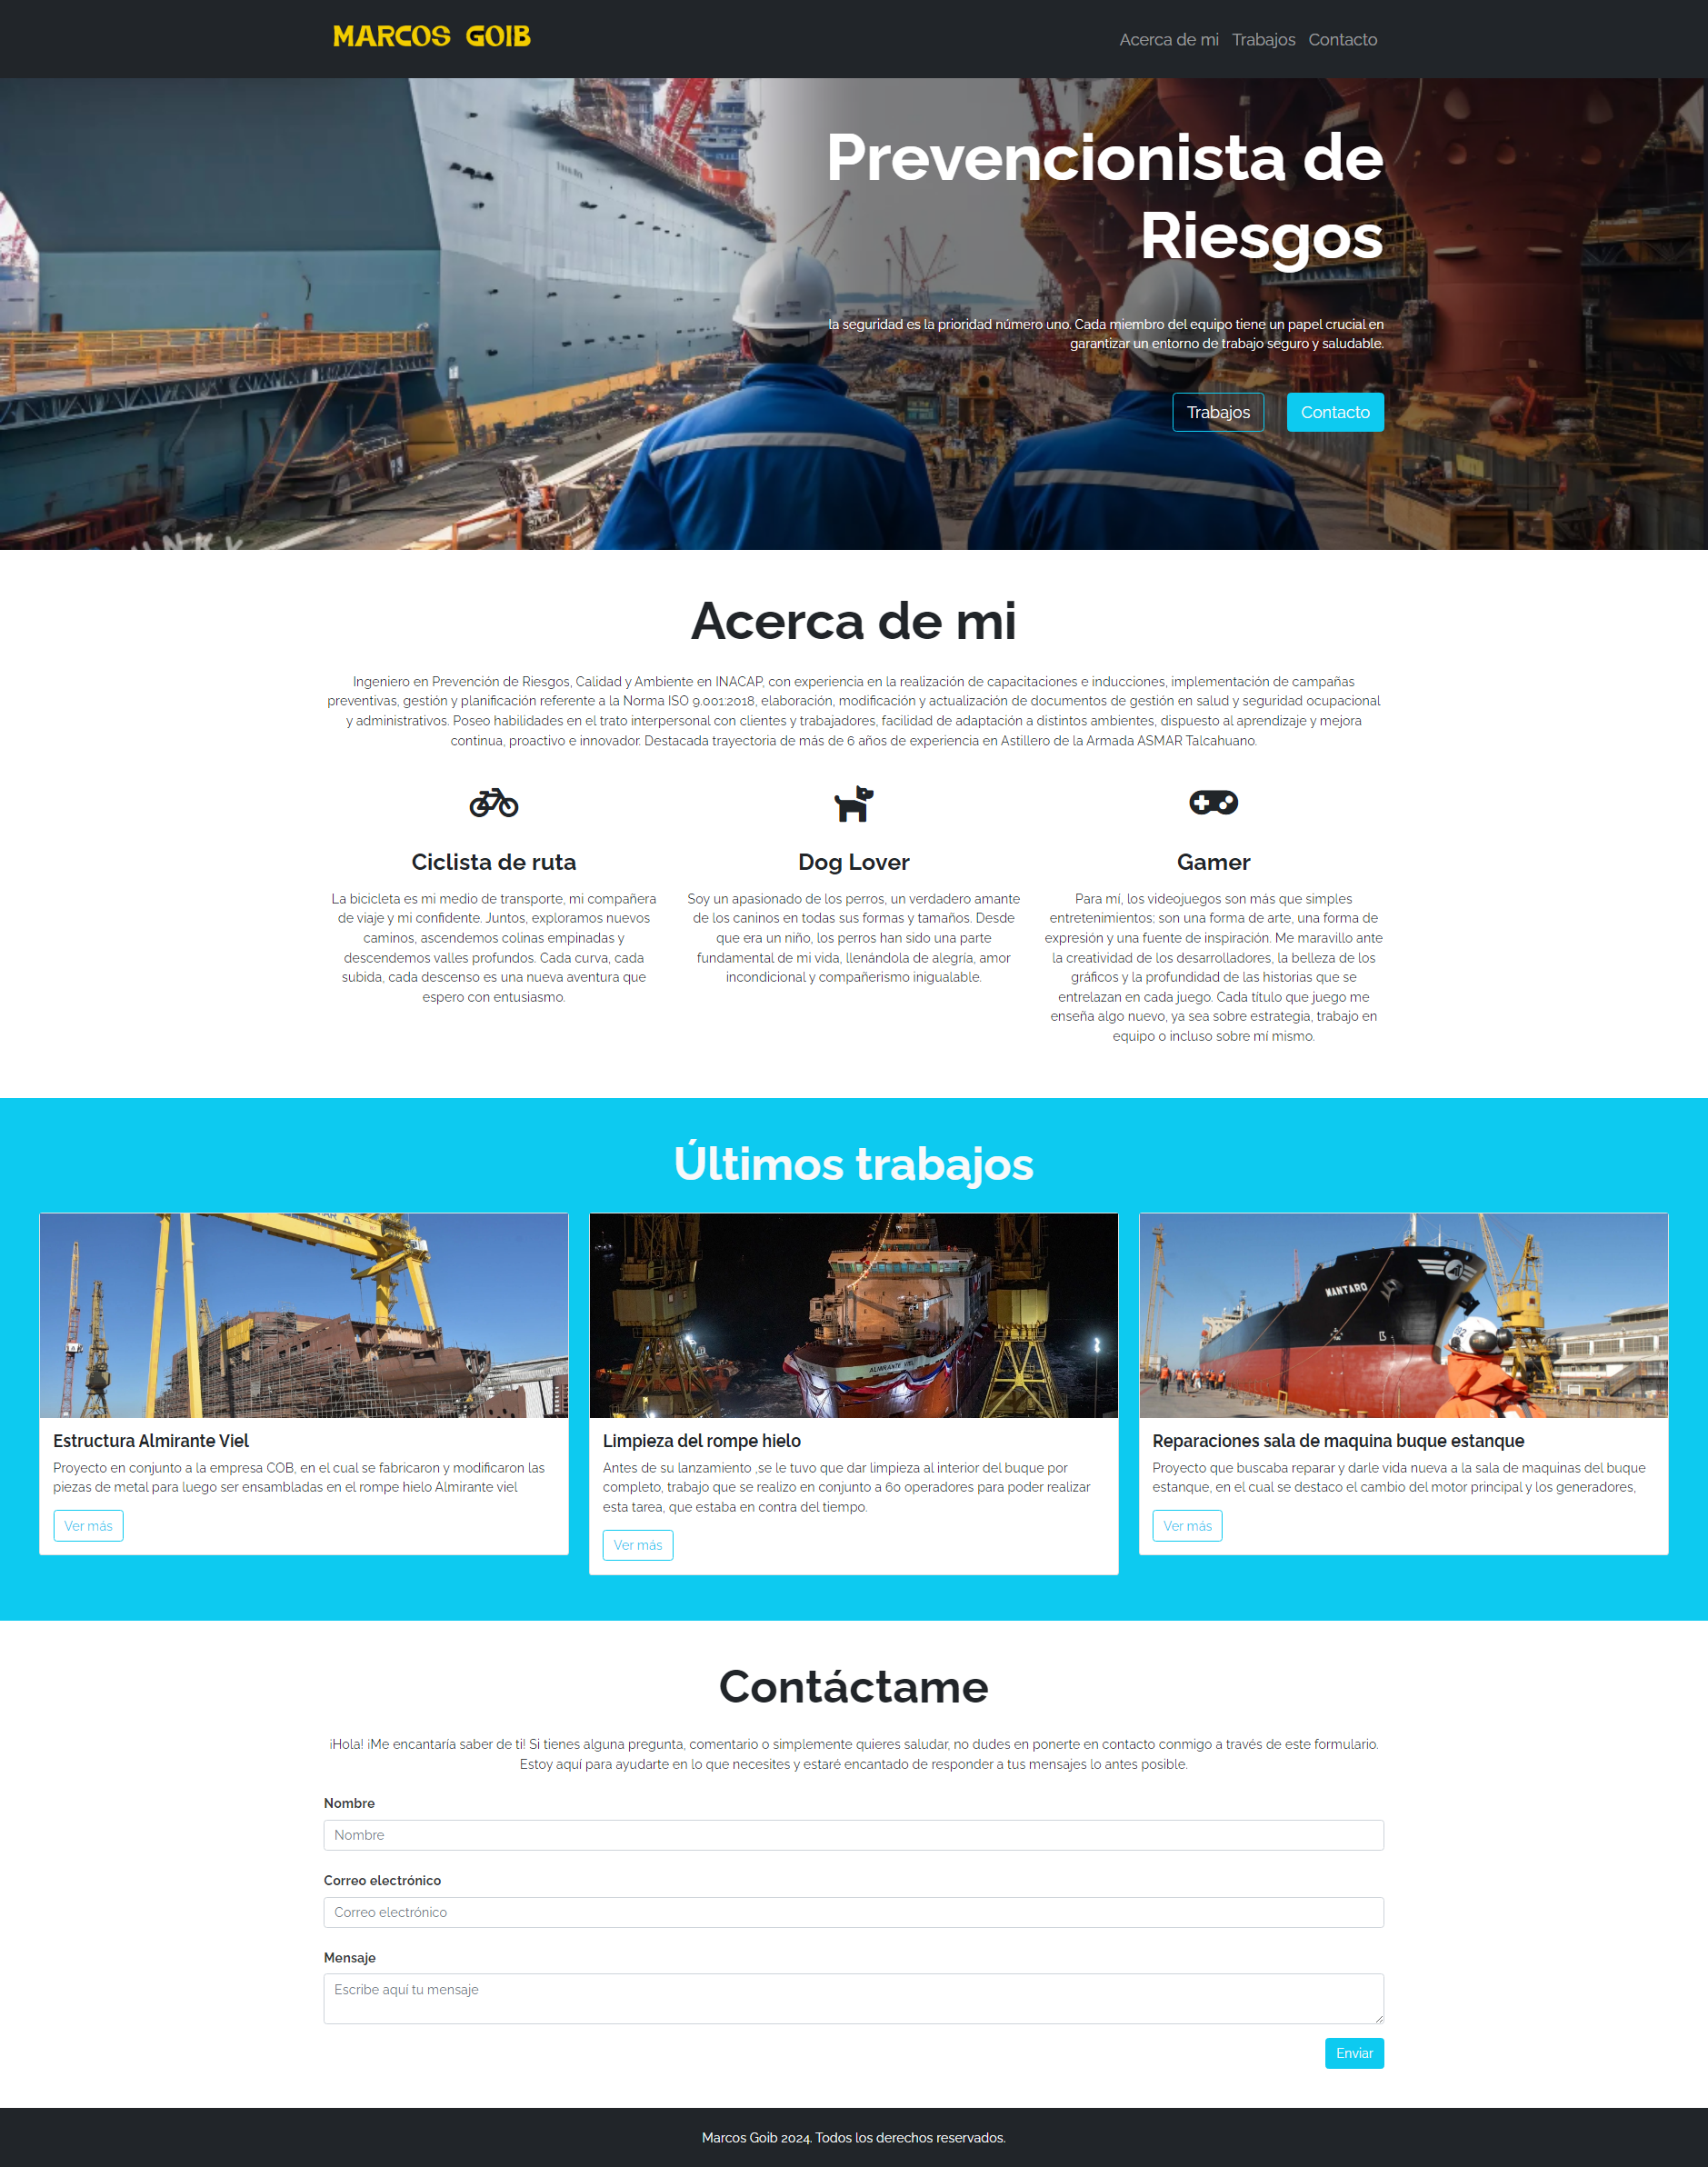 MARCOS GOIB
Acerca de mi Trabajos Contacto
Prevencionista de
Riesgos
la seguridad es la prioridad número uno. Cada miembro del equipo tiene un papel crucial en
garantizar un entorno de trabajo seguro y saludable.
Trabajos Contacto
Acerca de mi
Ingeniero en Prevención de Riesgos, Calidad y Ambiente en INACAP, con experiencia en la realización de capacitaciones e inducciones, implementación de campañas
preventivas, gestión y planificación referente a la Norma ISO 9.001:2018, elaboración, modificación y actualización de documentos de gestión en salud y seguridad ocupacional
y administrativos. Poseo habilidades en el trato interpersonal con clientes y trabajadores, facilidad de adaptación a distintos ambientes, dispuesto al aprendizaje y mejora
continua, proactivo e innovador. Destacada trayectoria de más de 6 años de experiencia en Astillero de la Armada ASMAR Talcahuano.
Ciclista de ruta
La bicicleta es mi medio de transporte, mi compañera
de viaje y mi confidente. Juntos, exploramos nuevos
caminos, ascendemos colinas empinadas y
descendemos valles profundos. Cada curva, cada
subida, cada descenso es una nueva aventura que
espero con entusiasmo.
Dog Lover
Soy un apasionado de los perros, un verdadero amante
de los caninos en todas sus formas y tamaños. Desde
que era un niño, los perros han sido una parte
fundamental de mi vida, llenándola de alegría, amor
incondicional y compañerismo inigualable.
Gamer
Para mí, los videojuegos son más que simples
entretenimientos; son una forma de arte, una forma de
expresión y una fuente de inspiración. Me maravillo ante
la creatividad de los desarrolladores, la belleza de los
gráficos y la profundidad de las historias que se
entrelazan en cada juego. Cada título que juego me
enseña algo nuevo, ya sea sobre estrategia, trabajo en
equipo o incluso sobre mí mismo.
Últimos trabajos
Estructura Almirante Viel
Proyecto en conjunto a la empresa COB, en el cual se fabricaron y modificaron las
piezas de metal para luego ser ensambladas en el rompe hielo Almirante viel
Ver más
ALMIRANTE VIEL
Limpieza del rompe hielo
Antes de su lanzamiento ,se le tuvo que dar limpieza al interior del buque por
completo, trabajo que se realizo en conjunto a 60 operadores para poder realizar
esta tarea, que estaba en contra del tiempo.
Ver más
MANTARO
Reparaciones sala de maquina buque estanque
Proyecto que buscaba reparar y darle vida nueva a la sala de maquinas del buque
estanque, en el cual se destaco el cambio del motor principal y los generadores,
Ver más
Contáctame
¡Hola! ¡Me encantaría saber de ti! Si tienes alguna pregunta, comentario o simplemente quieres saludar, no dudes en ponerte en contacto conmigo a través de este formulario.
Estoy aquí para ayudarte en lo que necesites y estaré encantado de responder a tus mensajes lo antes posible.
Nombre
Nombre
Correo electrónico
Correo electrónico
Mensaje
Escribe aquí tu mensaje
Enviar
Marcos Goib 2024. Todos los derechos reservados.